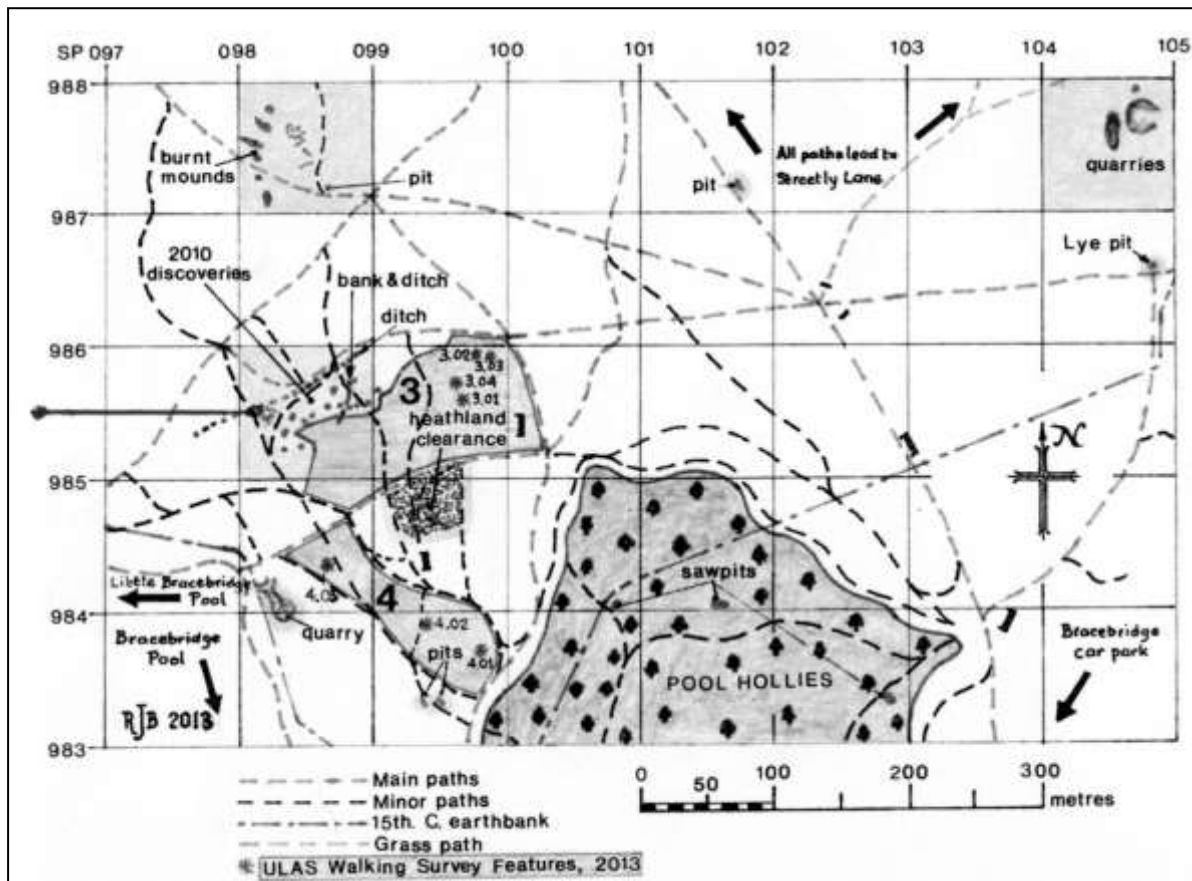 SP 097 098 099 100 101 102 103 104 105
988
burnt
mounds
pit
pit
All paths lead to
Streetly Lane
quarries
987
2010
discoveries
bank & ditch
ditch
Lye pit
986
3
3.02
3.03
3.04
3.01
heathland
clearance
N
985
sawpits
Little Bracebridge
Pool
4.03
4
984
quarry
4.02
Bracebridge
Pool
pits
4.01
POOL HOLLIES
Bracebridge
Car park
RJB 2013
983
Main paths
Minor paths
15th. C. earthbank
Grass path
ULAS Walking Survey Features, 2013
0 50 100 200 300
metres